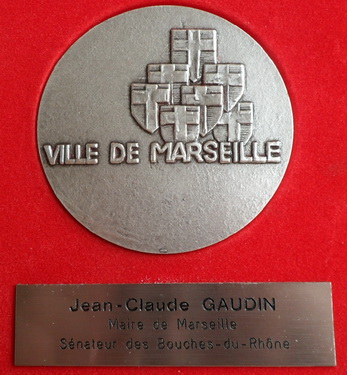 VILLE DE MARSEILLE
Jean-Claude GAUDIN
Maire de Marseille
Sénateur des Bouches-du-Rhône